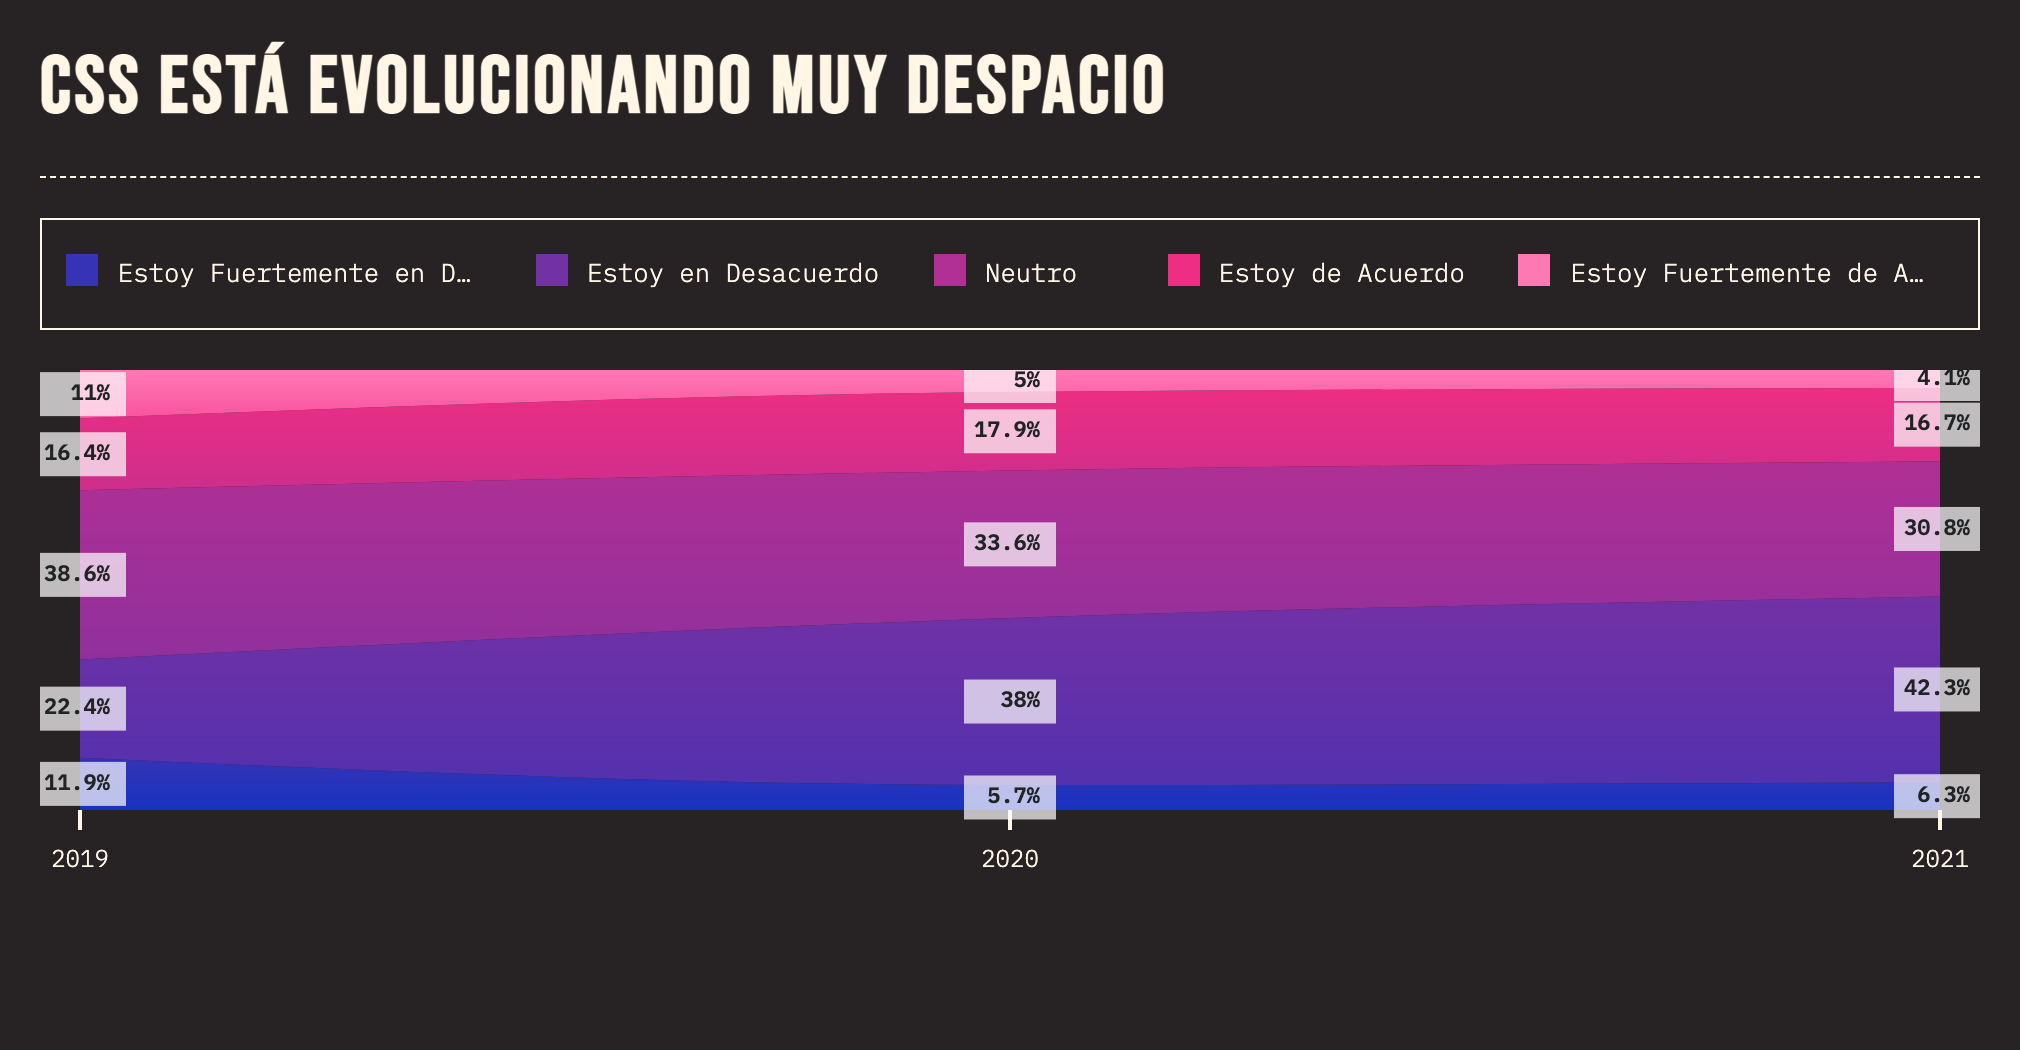 CSS ESTÁ EVOLUCIONANDO MUY DESPACIO
Estoy Fuertemente en D… Estoy en Desacuerdo Neutro Estoy de Acuerdo Estoy Fuertemente de A…
11% 5% 4.1%
16.4% 17.9% 16.7%
38.6% 33.6% 30.8%
22.4% 38% 42.3%
11.9% 5.7% 6.3%
2019 2020 2021